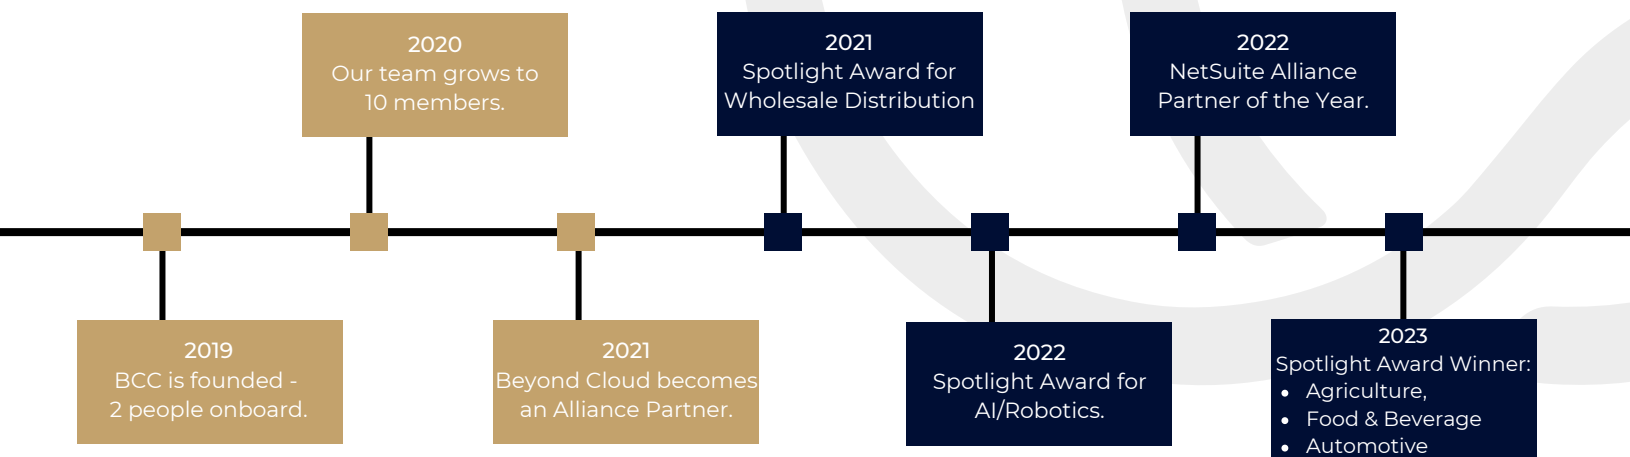 2019
BCC is founded -
2 people onboard.
2020
Our team grows to
10 members.
2021
Beyond Cloud becomes
an Alliance Partner.
2021
Spotlight Award for
Wholesale Distribution
2022
Spotlight Award for
AI/Robotics.
2022
NetSuite Alliance
Partner of the Year.
2023
Spotlight Award Winner:
• Agriculture,
• Food & Beverage
• Automotive